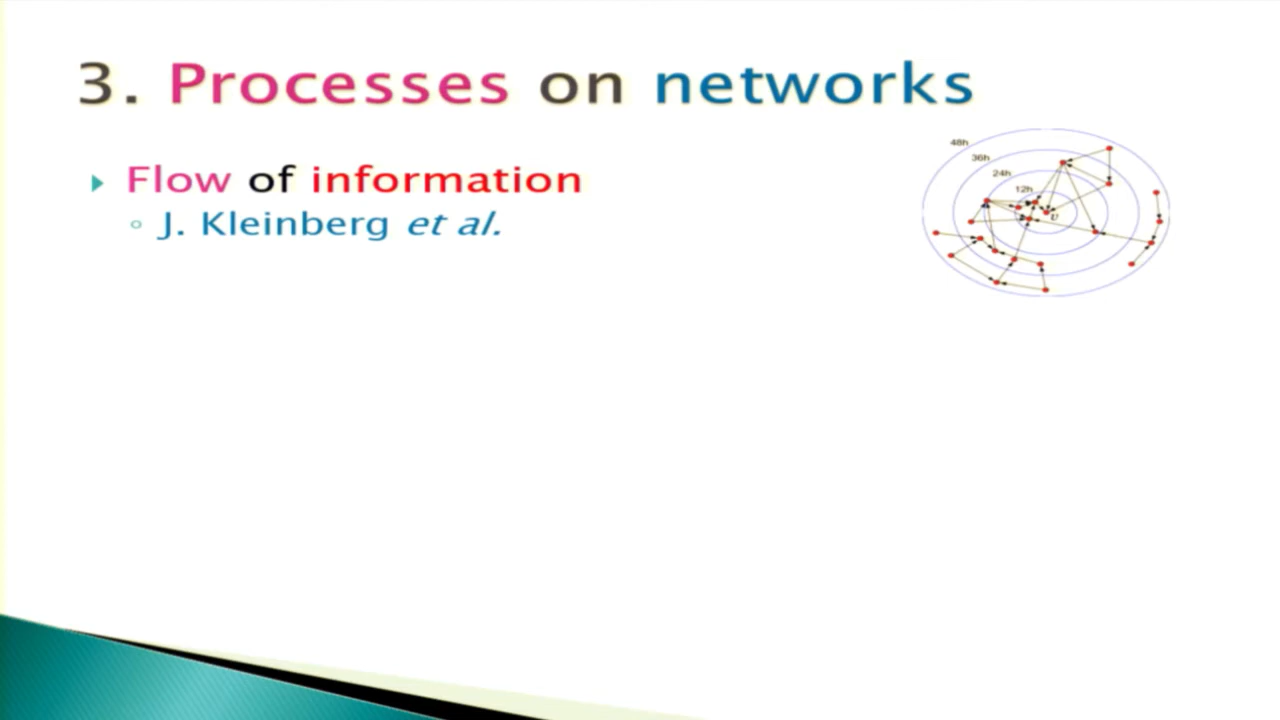 3. Processes on networks
Flow of information
J. Kleinberg et al.
48h
36h
24h
12h
υ